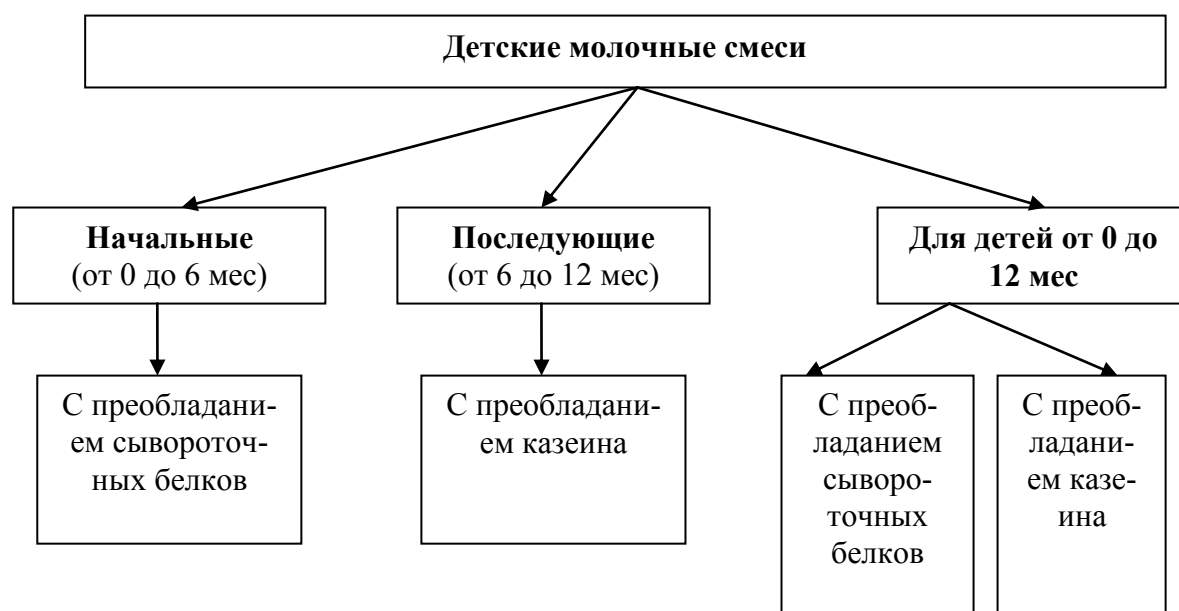 Детские молочные смеси
Начальные
(от 0 до 6 мес)
Последующие
(от 6 до 12 мес)
Для детей от 0 до
12 мес
С преобладани-
ем сывороточ-
ных белков
С преобладани-
ем казеина
С преоб-
ладанием
сыворо-
точных
белков
С преоб-
ладани-
ем казе-
ина